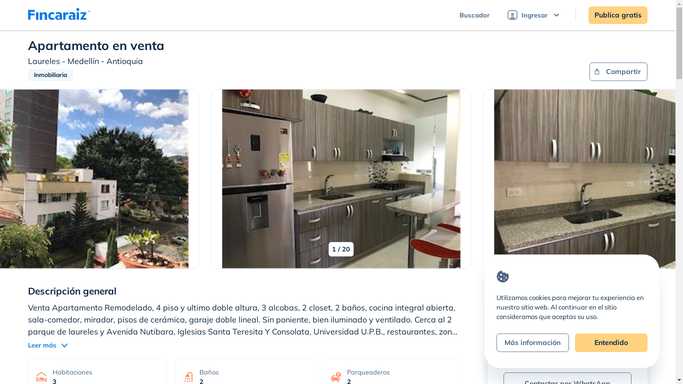 Fincaraiz
Buscador
Ingresar
Publica gratis
Apartamento en venta
Laureles - Medellín - Antioquia
Inmobiliaria
Compartir
1 / 20
Descripción general
Venta Apartamento Remodelado, 4 piso y ultimo doble altura, 3 alcobas, 2 closet, 2 baños, cocina integral abierta,
sala-comedor, mirador, pisos de cerámica, garaje doble lineal. Sin paniente, bien iluminado y ventilado. Cerca al 2
parque de laureles y Avenida Nutibara, Iglesias Santa Teresita Y Consolata, Universidad U.P.B., restaurantes, zon...
Leer más
Habitaciones
3
Baños
2
Parqueaderos
2
Utilizamos cookies para mejorar tu experiencia en
nuestro sitio web. Al continuar en el sitio
consideramos que aceptas su uso.
Más información
Entendido
Contactar por WhatsApp